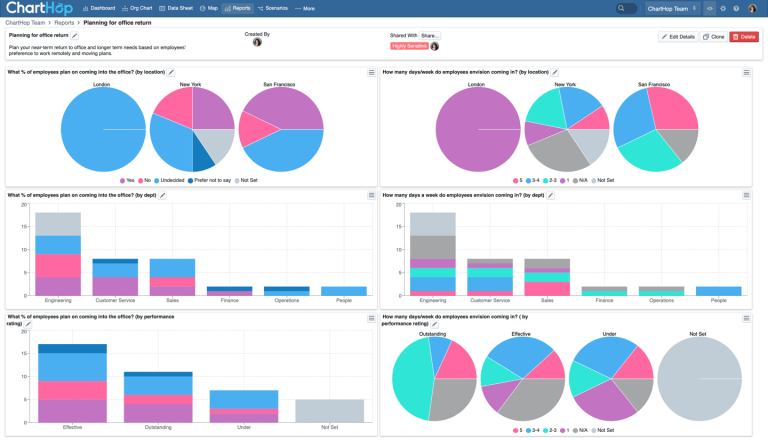 ChartHop
Dashboard Org Chart Data Sheet Map Reports Scenarios ··· More
ChartHop Team
ChartHop Team > Reports > Planning for office return
Planning for office return
Plan your near-term return to office and longer term needs based on employees' preference to work remotely and moving plans.
Created By
Shared With Share...
Highly Sensitive
Edit Details Clone Delete
What % of employees plan on coming into the office? (by location)
London New York San Francisco
Yes No Undecided Prefer not to say Not Set
How many days/week do employees envision coming in? (by location)
London New York San Francisco
5 3-4 2-3 1 N/A Not Set
What % of employees plan on coming into the office? (by dept)
20
15
10
5
0
Engineering Customer Service Sales Finance Operations People
How many days a week do employees envision coming in? (by dept)
20
15
10
5
0
Engineering Customer Service Sales Finance Operations People
What % of employees plan on coming into the office? (by performance
rating)
20
15
10
5
0
Effective Outstanding Under Not Set
How many days/week do employees envision coming in? ( by
performance rating)
Outstanding Effective Under Not Set
5 3-4 2-3 1 N/A Not Set